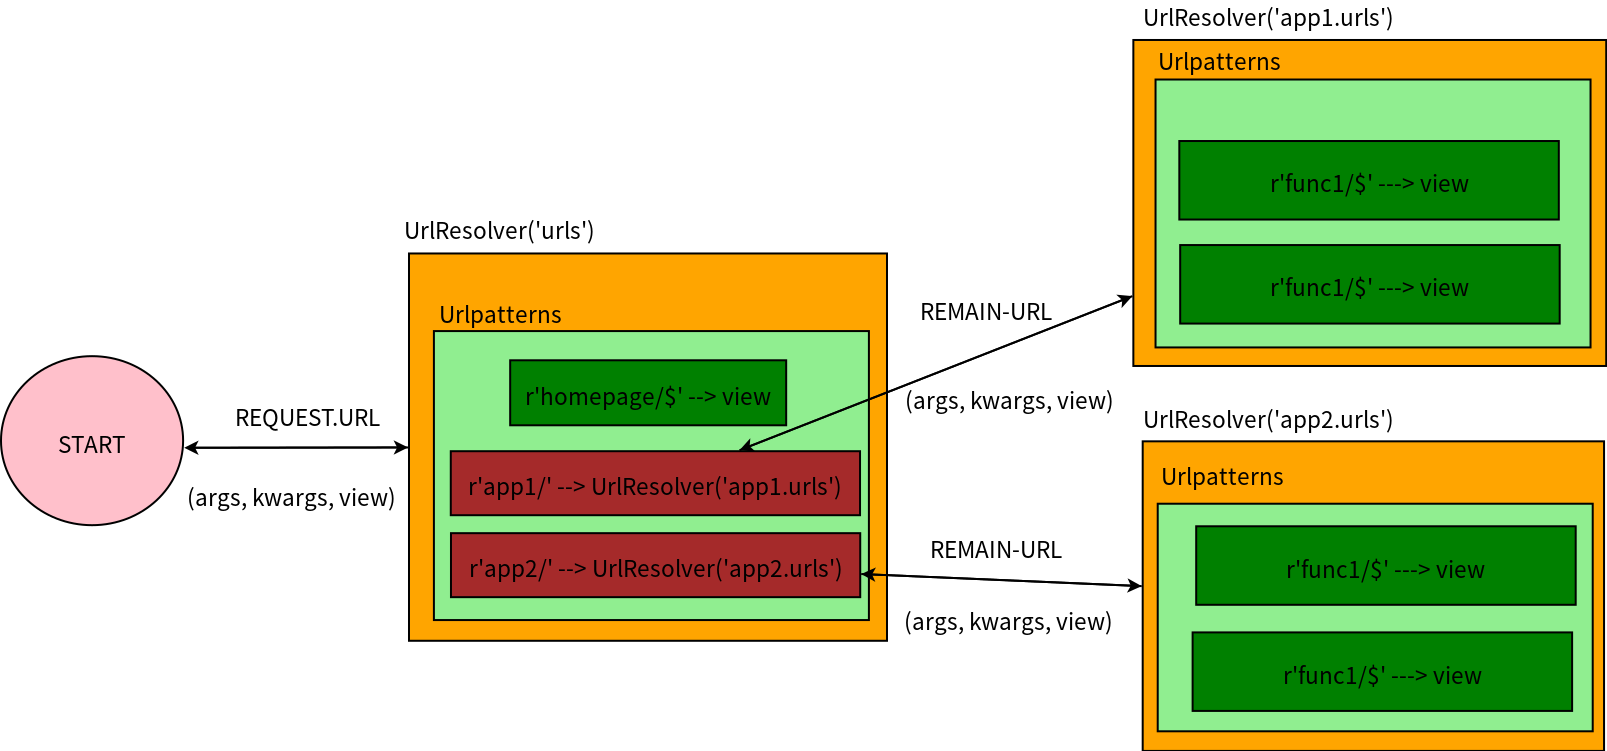 START
REQUEST.URL
(args, kwargs, view)
UrlResolver('urls')
Urlpatterns
r'homepage/$' --> view
r'app1/' --> UrlResolver('app1.urls')
r'app2/' --> UrlResolver('app2.urls')
REMAIN-URL
(args, kwargs, view)
REMAIN-URL
(args, kwargs, view)
UrlResolver('app1.urls')
Urlpatterns
r'func1/$' ---> view
r'func1/$' ---> view
UrlResolver('app2.urls')
Urlpatterns
r'func1/$' ---> view
r'func1/$' ---> view